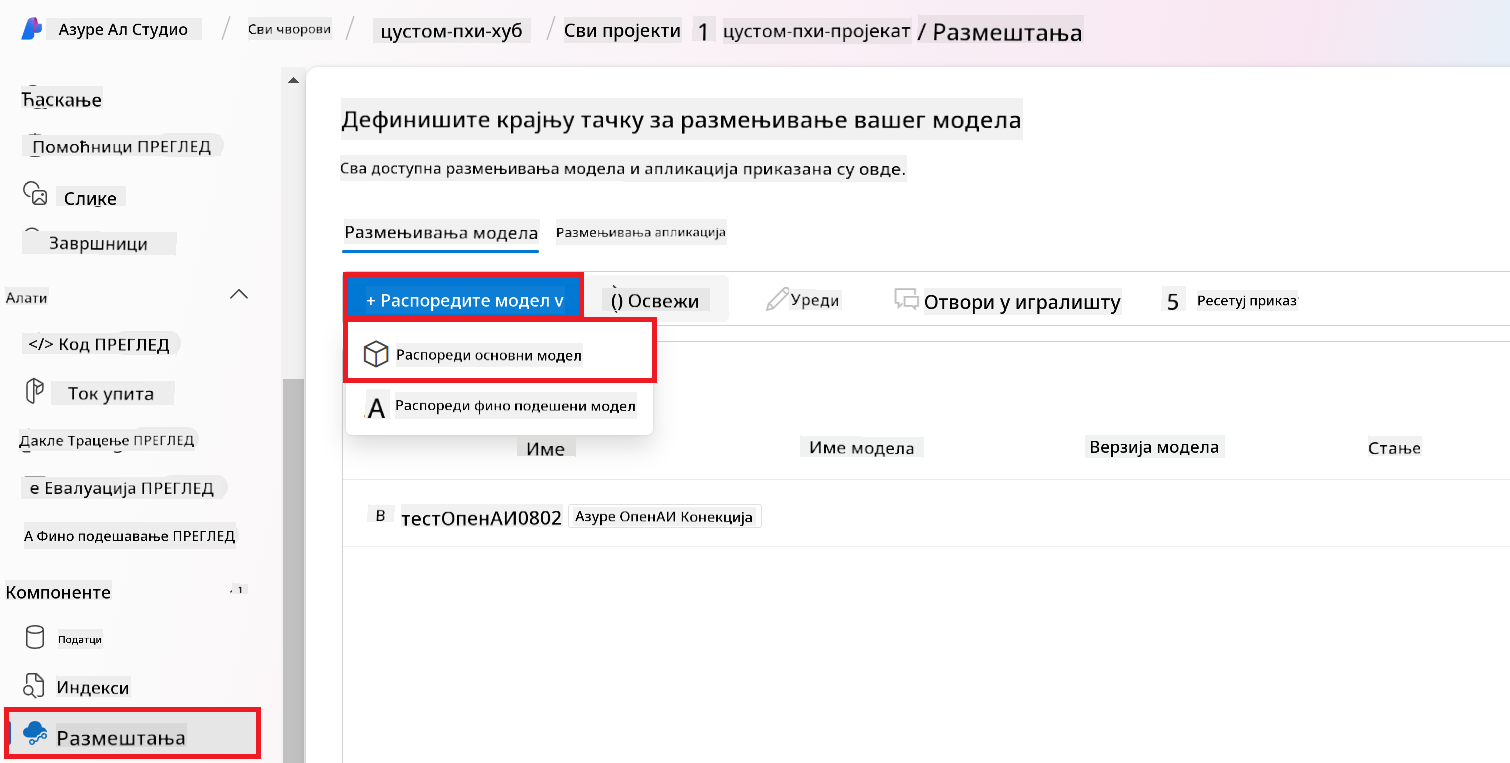 Азуре Ал Студио / Сви чворови / цустом-пхи-хуб / Сви пројекти 1 цустом-пхи-пројекат / Размештања
Ћаскање
Помоћници ПРЕГЛЕД
Слике
Завршници
Алати
</> Код ПРЕГЛЕД
Ток упита
Дакле Трацење ПРЕГЛЕД
е Евалуација ПРЕГЛЕД
А Фино подешавање ПРЕГЛЕД
Компоненте
Податци
Индекси
Размештања
Дефинишите крајњу тачку за размењивање вашег модела
Сва доступна размењивања модела и апликација приказана су овде.
Размењивања модела
Размењивања апликација
+ Распоредите модел v
() Освежи
Уреди
Отвори у игралишту
5 Ресетуј приказ
Распореди основни модел
А Распореди фино подешени модел
Име
Име модела
Верзија модела
Стање
В тестОпенАИ0802 Азуре ОпенАИ Конекција